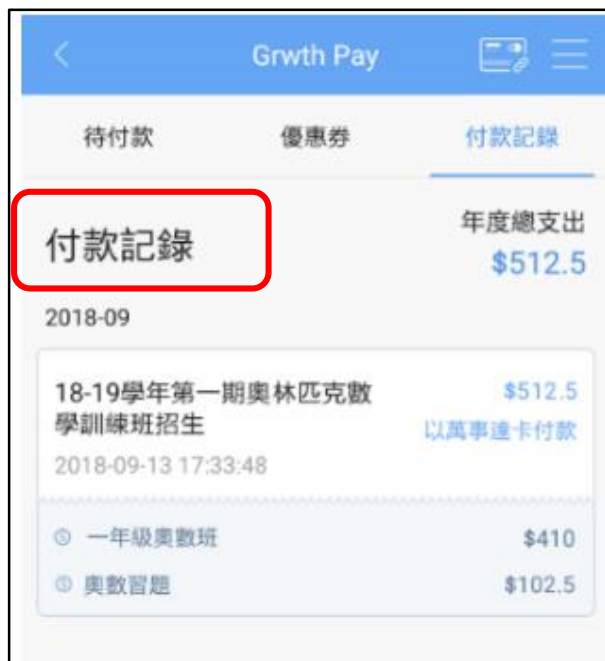 Grwth Pay
待付款 優惠券 付款記錄
付款記錄
年度總支出
$512.5
2018-09
18-19學年第一期奧林匹克數
學訓練班招生
$512.5
以萬事達卡付款
2018-09-13 17:33:48
一年级奧數班 $410
奧數習題 $102.5